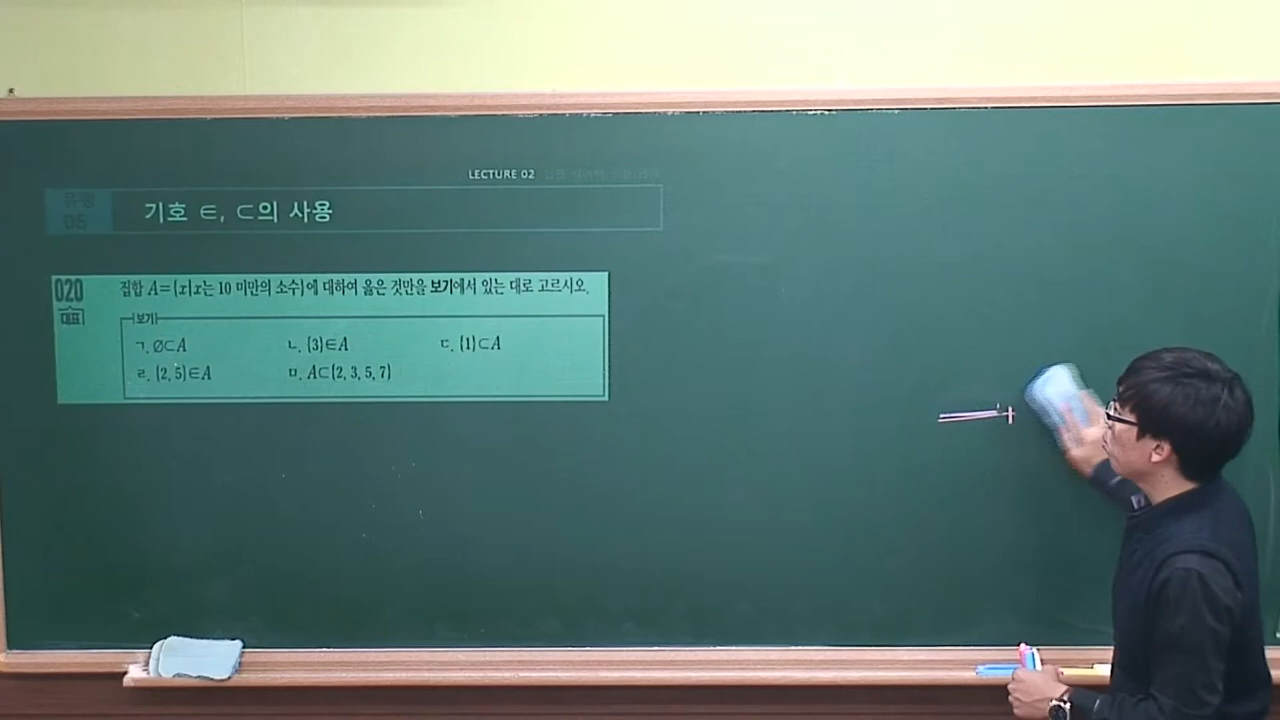 LECTURE 02
유형
06
기호 ∈, ⊂의 사용
020
대표
집합 A={x|x는 10 미만의 소수}에 대하여 옳은 것만을 보기에서 있는 대로 고르시오.
보기
ㄱ. ∅⊂A ㄴ. {3}∈A ㄷ. {1}⊂A
ㄹ. {2, 5}∈A ㅁ. A⊂{2, 3, 5, 7}